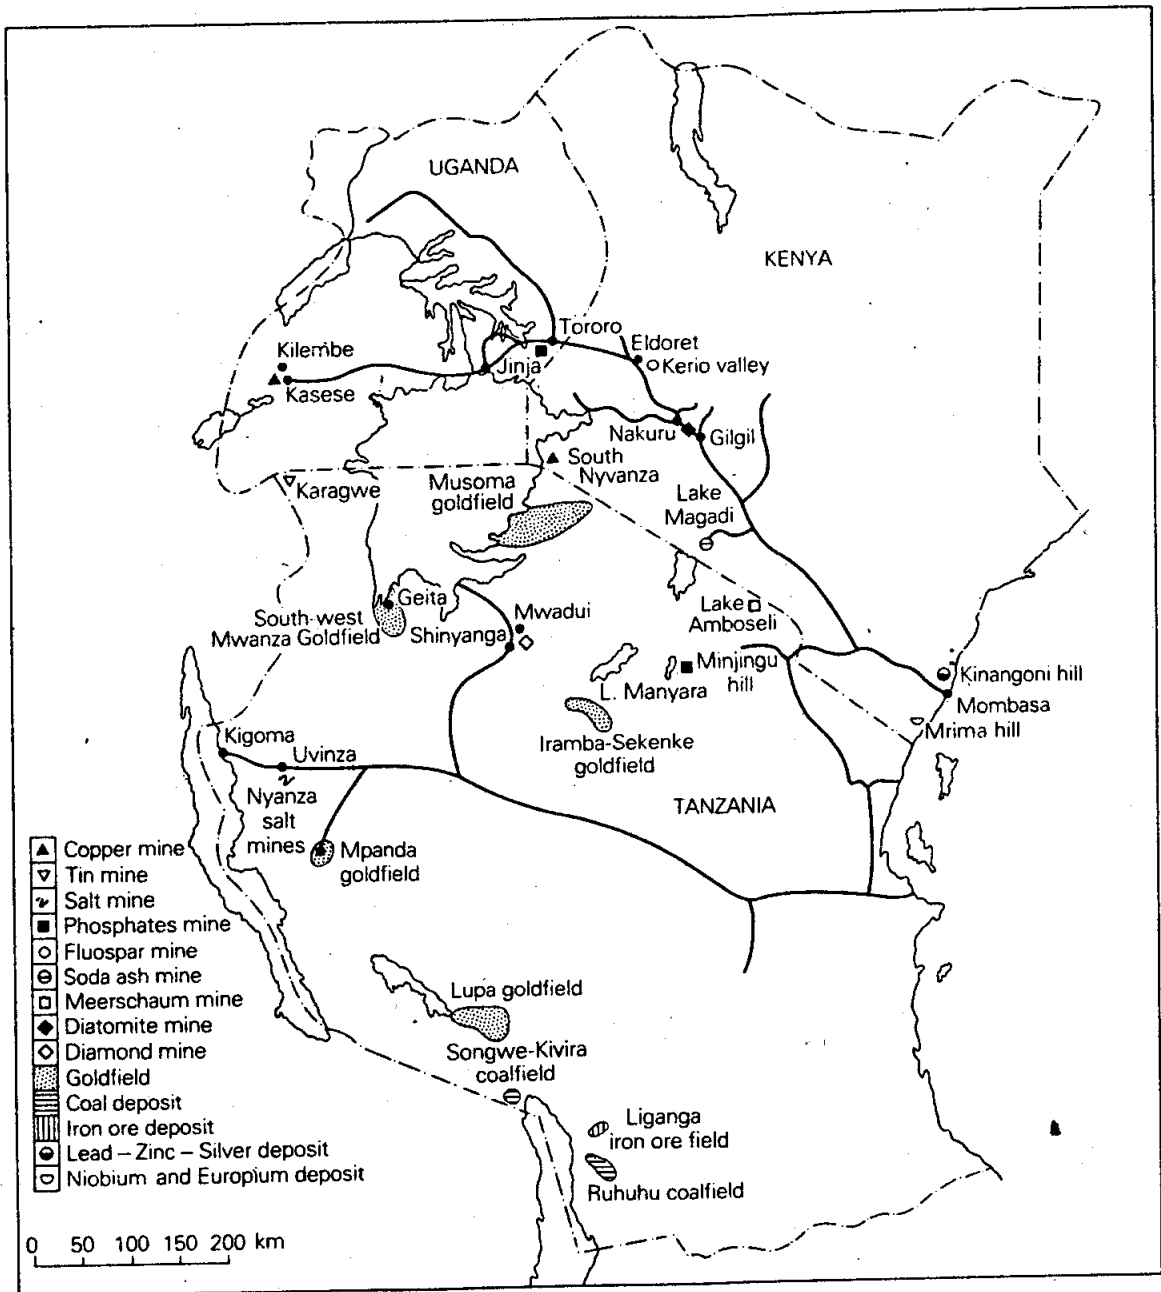 UGANDA
KENYA
Tororo
Eldoret
Kerio valley
Kilembe
Kasese
Jinja
Nakuru
Gilgil
South
Nyvanza
Karagwe
Musoma
goldfield
Lake
Magadi
Geita
South-west
Mwanza Goldfield
Mwadui
Shinyanga
Lake
Amboseli
Minjingu
hill
L. Manyara
Kinangoni hill
Mombasa
Mrima hill
Iramba-Sekenke
goldfield
Kigoma
Uvinza
Nyanza
salt
mines
TANZANIA
Mpanda
goldfield
Lupa goldfield
Songwe-Kivira
coalfield
Liganga
iron ore field
Ruhuhu coalfield
Copper mine
Tin mine
Salt mine
Phosphates mine
Fluospar mine
Soda ash mine
Meerschaum mine
Diatomite mine
Diamond mine
Goldfield
Coal deposit
Iron ore deposit
Lead – Zinc – Silver deposit
Niobium and Europium deposit
0 50 100 150 200 km